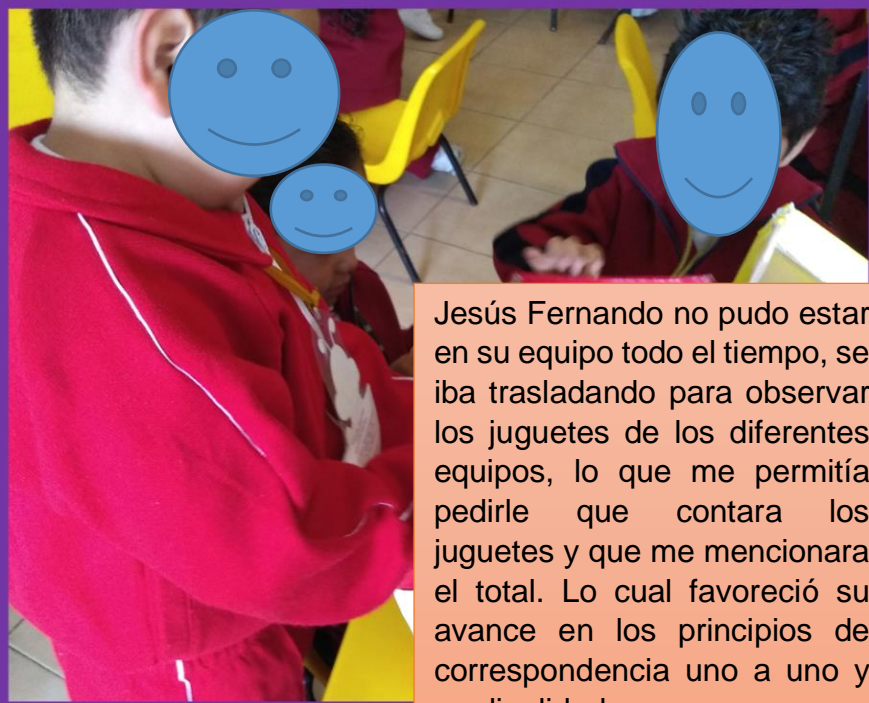 Jesús Fernando no pudo estar
en su equipo todo el tiempo, se
iba trasladando para observar
los juguetes de los diferentes
equipos, lo que me permitía
pedirle que contara los
juguetes y que me mencionara
el total. Lo cual favoreció su
avance en los principios de
correspondencia uno a uno y